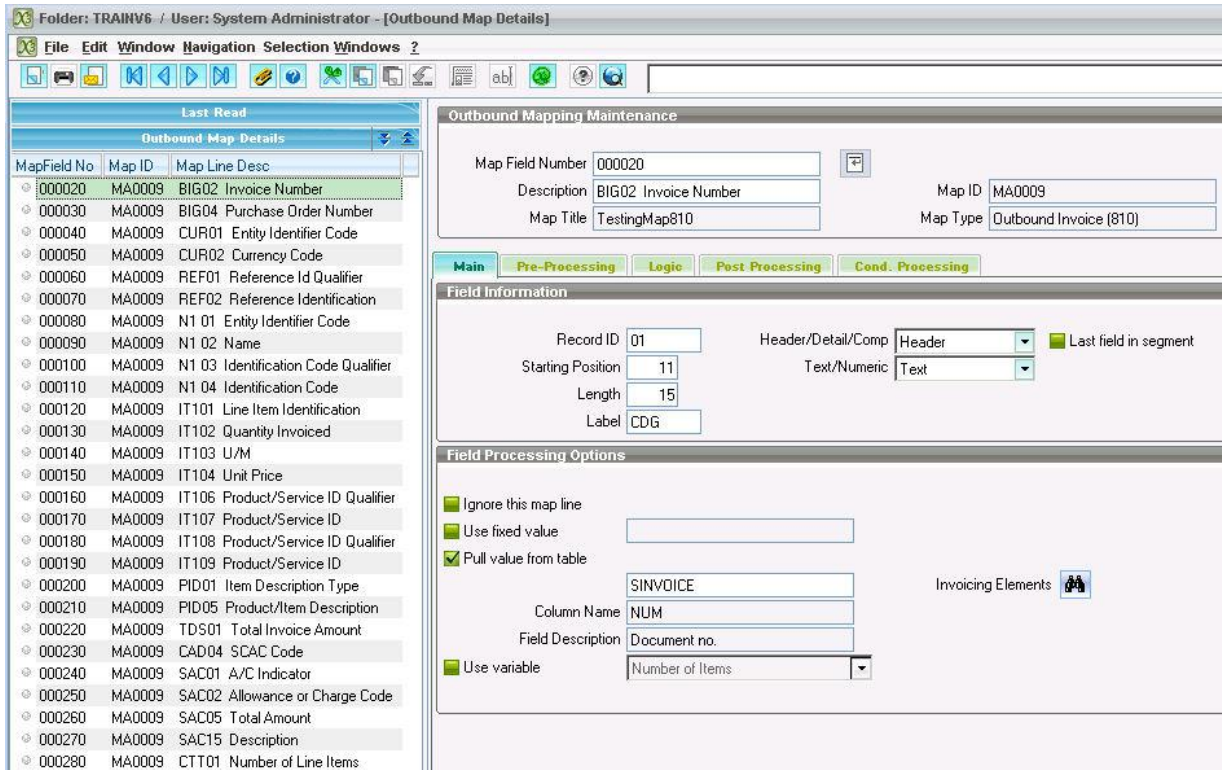 Folder: TRAINV6 / User: System Administrator - [Outbound Map Details]
File Edit Window Navigation Selection Windows ?
Last Read
Outbound Map Details
MapField No Map ID Map Line Desc
000020 MA0009 BIG02 Invoice Number
000030 MA0009 BIG04 Purchase Order Number
000040 MA0009 CUR01 Entity Identifier Code
000050 MA0009 CUR02 Currency Code
000060 MA0009 REF01 Reference Id Qualifier
000070 MA0009 REF02 Reference Identification
000080 MA0009 N1 01 Entity Identifier Code
000090 MA0009 N1 02 Name
000100 MA0009 N1 03 Identification Code Qualifier
000110 MA0009 N1 04 Identification Code
000120 MA0009 IT101 Line Item Identification
000130 MA0009 IT102 Quantity Invoiced
000140 MA0009 IT103 U/M
000150 MA0009 IT104 Unit Price
000160 MA0009 IT106 Product/Service ID Qualifier
000170 MA0009 IT107 Product/Service ID
000180 MA0009 IT108 Product/Service ID Qualifier
000190 MA0009 IT109 Product/Service ID
000200 MA0009 PID01 Item Description Type
000210 MA0009 PID05 Product/Item Description
000220 MA0009 TDS01 Total Invoice Amount
000230 MA0009 CAD04 SCAC Code
000240 MA0009 SAC01 A/C Indicator
000250 MA0009 SAC02 Allowance or Charge Code
000260 MA0009 SAC05 Total Amount
000270 MA0009 SAC15 Description
000280 MA0009 CTT01 Number of Line Items
Outbound Mapping Maintenance
Map Field Number 000020
Description BIG02 Invoice Number Map ID MA0009
Map Title TestingMap810 Map Type Outbound Invoice (810)
Main Pre-Processing Logic Post Processing Cond. Processing
Field Information
Record ID 01 Header/Detail/Comp Header Last field in segment
Starting Position 11 Text/Numeric Text
Length 15
Label CDG
Field Processing Options
Ignore this map line
Use fixed value
Pull value from table
SINVOICE Invoicing Elements
Column Name NUM
Field Description Document no.
Use variable Number of Items